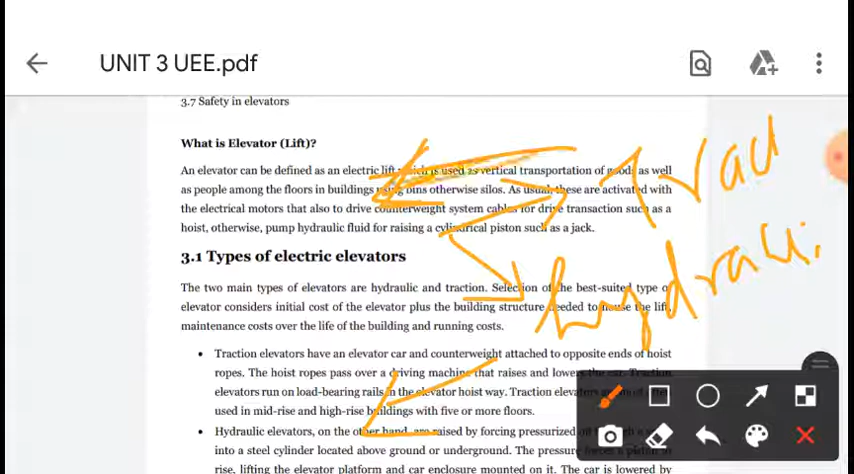 UNIT 3 UEE.pdf
3.7 Safety in elevators
What is Elevator (Lift)?
An elevator can be defined as an electric lift which is used as vertical transportation of goods as well
as people among the floors in buildings using bins otherwise silos. As usual, these are activated with
the electrical motors that also to drive counterweight system cables for drive transaction such as a
hoist, otherwise, pump hydraulic fluid for raising a cylindrical piston such as a jack.
Trac
hydrauli
3.1 Types of electric elevators
The two main types of elevators are hydraulic and traction. Selection of the best-suited type o
elevator considers initial cost of the elevator plus the building structure needed to house the lift,
maintenance costs over the life of the building and running costs.
• Traction elevators have an elevator car and counterweight attached to opposite ends of hoist
ropes. The hoist ropes pass over a driving machine that raises and lowers the car. Traction
elevators run on load-bearing rails in the elevator hoist way. Traction elevators
used in mid-rise and high-rise buildings with five or more floors.
• Hydraulic elevators, on the other hand, are raised by forcing pressurized
into a steel cylinder located above ground or underground. The pressure
rise, lifting the elevator platform and car enclosure mounted on it. The car is lowered by